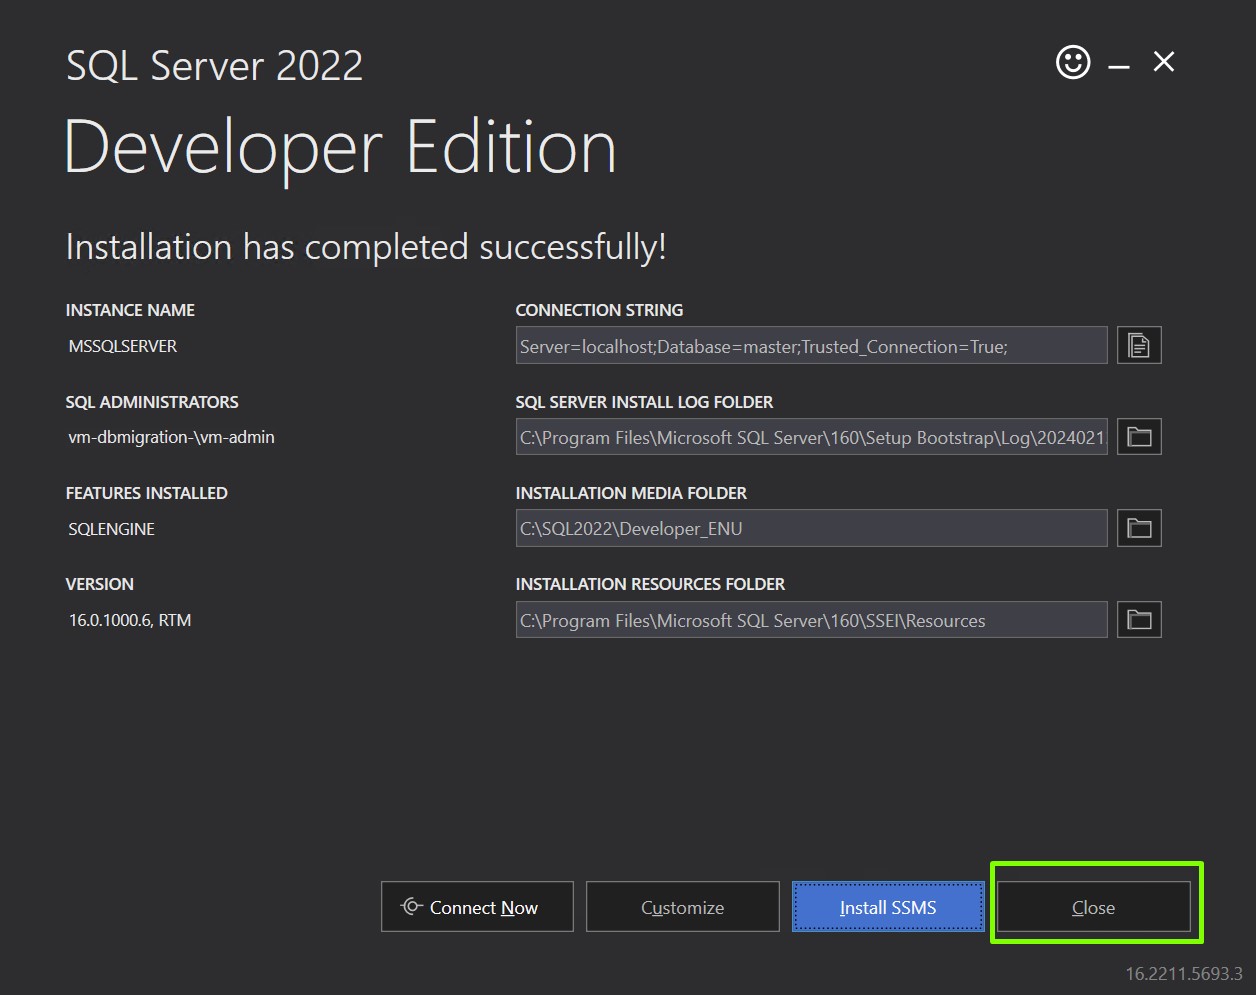 SQL Server 2022
Developer Edition
Installation has completed successfully!
INSTANCE NAME
MSSQLSERVER
CONNECTION STRING
Server=localhost;Database=master;Trusted_Connection=True;
SQL ADMINISTRATORS
vm-dbmigration-\vm-admin
SQL SERVER INSTALL LOG FOLDER
C:\Program Files\Microsoft SQL Server\160\Setup Bootstrap\Log\2024021
FEATURES INSTALLED
SQLENGINE
INSTALLATION MEDIA FOLDER
C:\SQL2022\Developer_ENU
VERSION
16.0.1000.6, RTM
INSTALLATION RESOURCES FOLDER
C:\Program Files\Microsoft SQL Server\160\SSEI\Resources
Connect Now
Customize
Install SSMS
Close
16.2211.5693.3